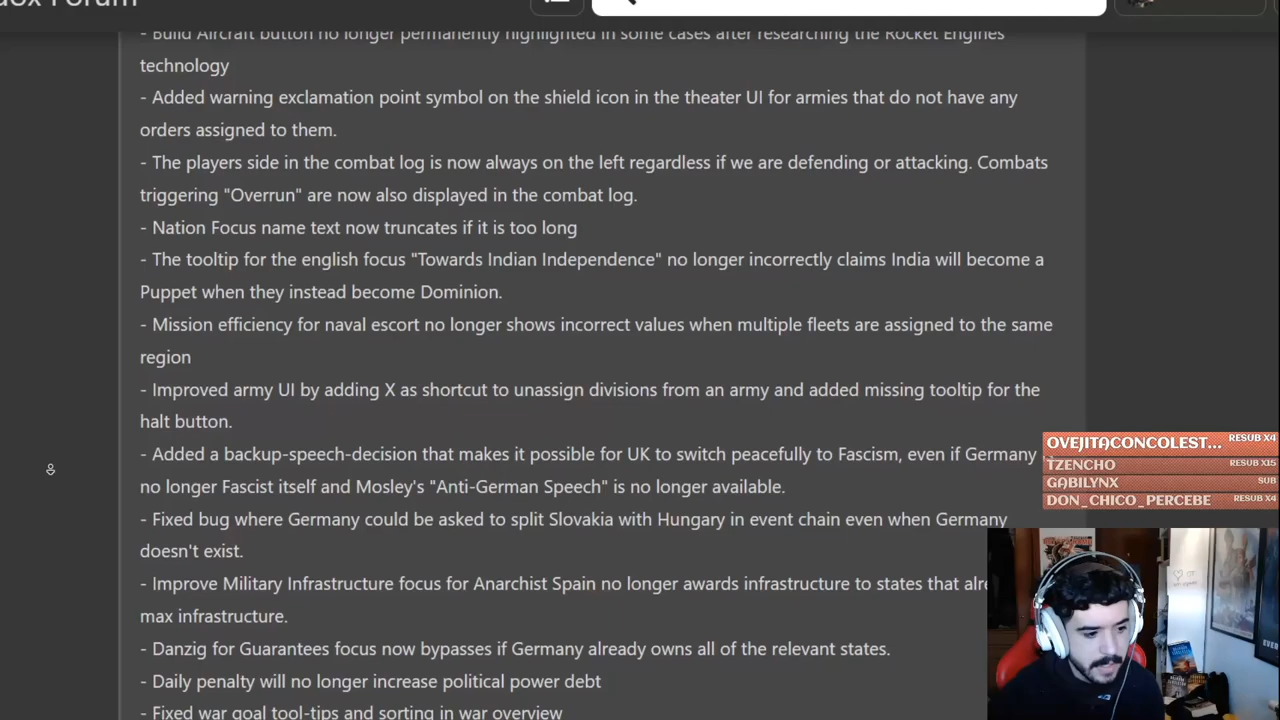 Forum
- Build Aircraft button no longer permanently highlighted in some cases after researching the Rocket Engines
technology
- Added warning exclamation point symbol on the shield icon in the theater UI for armies that do not have any
orders assigned to them.
- The players side in the combat log is now always on the left regardless if we are defending or attacking. Combats
triggering "Overrun" are now also displayed in the combat log.
- Nation Focus name text now truncates if it is too long
- The tooltip for the english focus "Towards Indian Independence" no longer incorrectly claims India will become a
Puppet when they instead become Dominion.
- Mission efficiency for naval escort no longer shows incorrect values when multiple fleets are assigned to the same
region
- Improved army UI by adding X as shortcut to unassign divisions from an army and added missing tooltip for the
halt button.
- Added a backup-speech-decision that makes it possible for UK to switch peacefully to Fascism, even if Germany
no longer Fascist itself and Mosley's "Anti-German Speech" is no longer available.
- Fixed bug where Germany could be asked to split Slovakia with Hungary in event chain even when Germany
doesn't exist.
- Improve Military Infrastructure focus for Anarchist Spain no longer awards infrastructure to states that
max infrastructure.
- Danzig for Guarantees focus now bypasses if Germany already owns all of the relevant states.
- Daily penalty will no longer increase political power debt
- Fixed war goal tool-tips and sorting in war overview
OVEJITACONCOLEST... RESUB X4
TZENCHO RESUB X15
GABILYNX SUB
DON_CHICO_PERCEBE RESUB X4